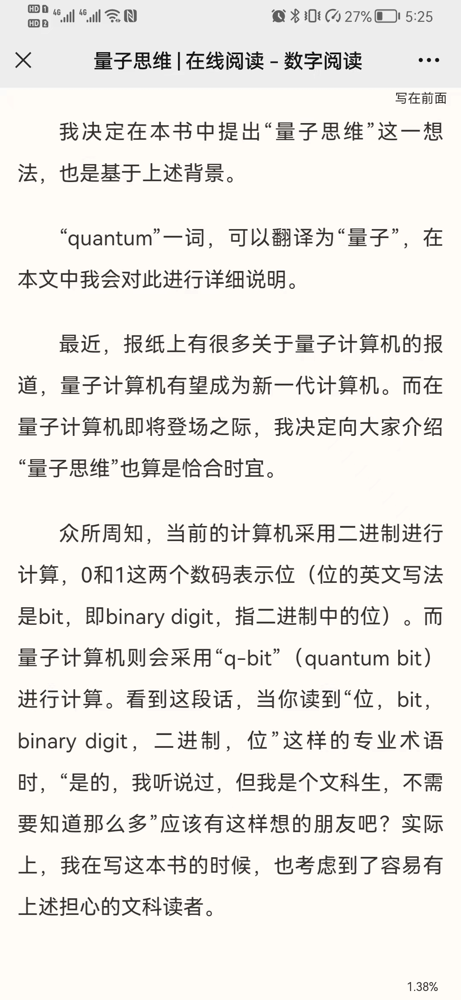 HD 1 4G 4G 27% 5:25
HD 2
量子思维 | 在线阅读 - 数字阅读
写在前面
我决定在本书中提出“量子思维”这一想
法，也是基于上述背景。
“quantum”一词，可以翻译为“量子”，在
本文中我会对此进行详细说明。
最近，报纸上有很多关于量子计算机的报
道，量子计算机有望成为新一代计算机。而在
量子计算机即将登场之际，我决定向大家介绍
“量子思维”也算是恰合时宜。
众所周知，当前的计算机采用二进制进行
计算，0和1这两个数码表示位（位的英文写法
是bit，即binary digit，指二进制中的位）。而
量子计算机则会采用“q-bit”（quantum bit）
进行计算。看到这段话，当你读到“位，bit，
binary digit，二进制，位”这样的专业术语
时，“是的，我听说过，但我是个文科生，不需
要知道那么多”应该有这样想的朋友吧？实际
上，我在写这本书的时候，也考虑到了容易有
上述担心的文科读者。
1.38%